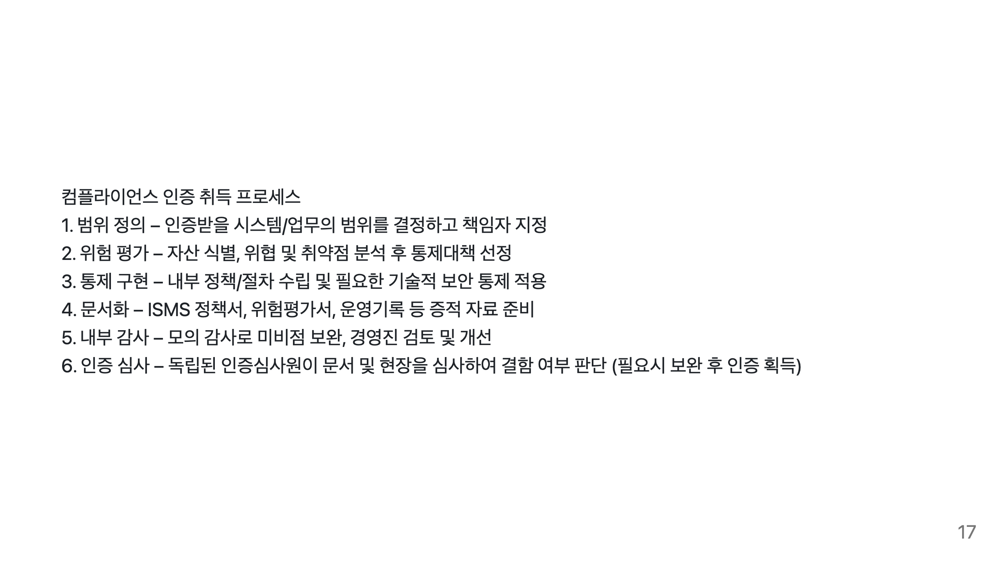 컴플라이언스 인증 취득 프로세스
1. 범위 정의 – 인증받을 시스템/업무의 범위를 결정하고 책임자 지정
2. 위험 평가 – 자산 식별, 위협 및 취약점 분석 후 통제대책 선정
3. 통제 구현 – 내부 정책/절차 수립 및 필요한 기술적 보안 통제 적용
4. 문서화 – ISMS 정책서, 위험평가서, 운영기록 등 증적 자료 준비
5. 내부 감사 – 모의 감사로 미비점 보완, 경영진 검토 및 개선
6. 인증 심사 – 독립된 인증심사원이 문서 및 현장을 심사하여 결함 여부 판단 (필요시 보완 후 인증 획득)
17